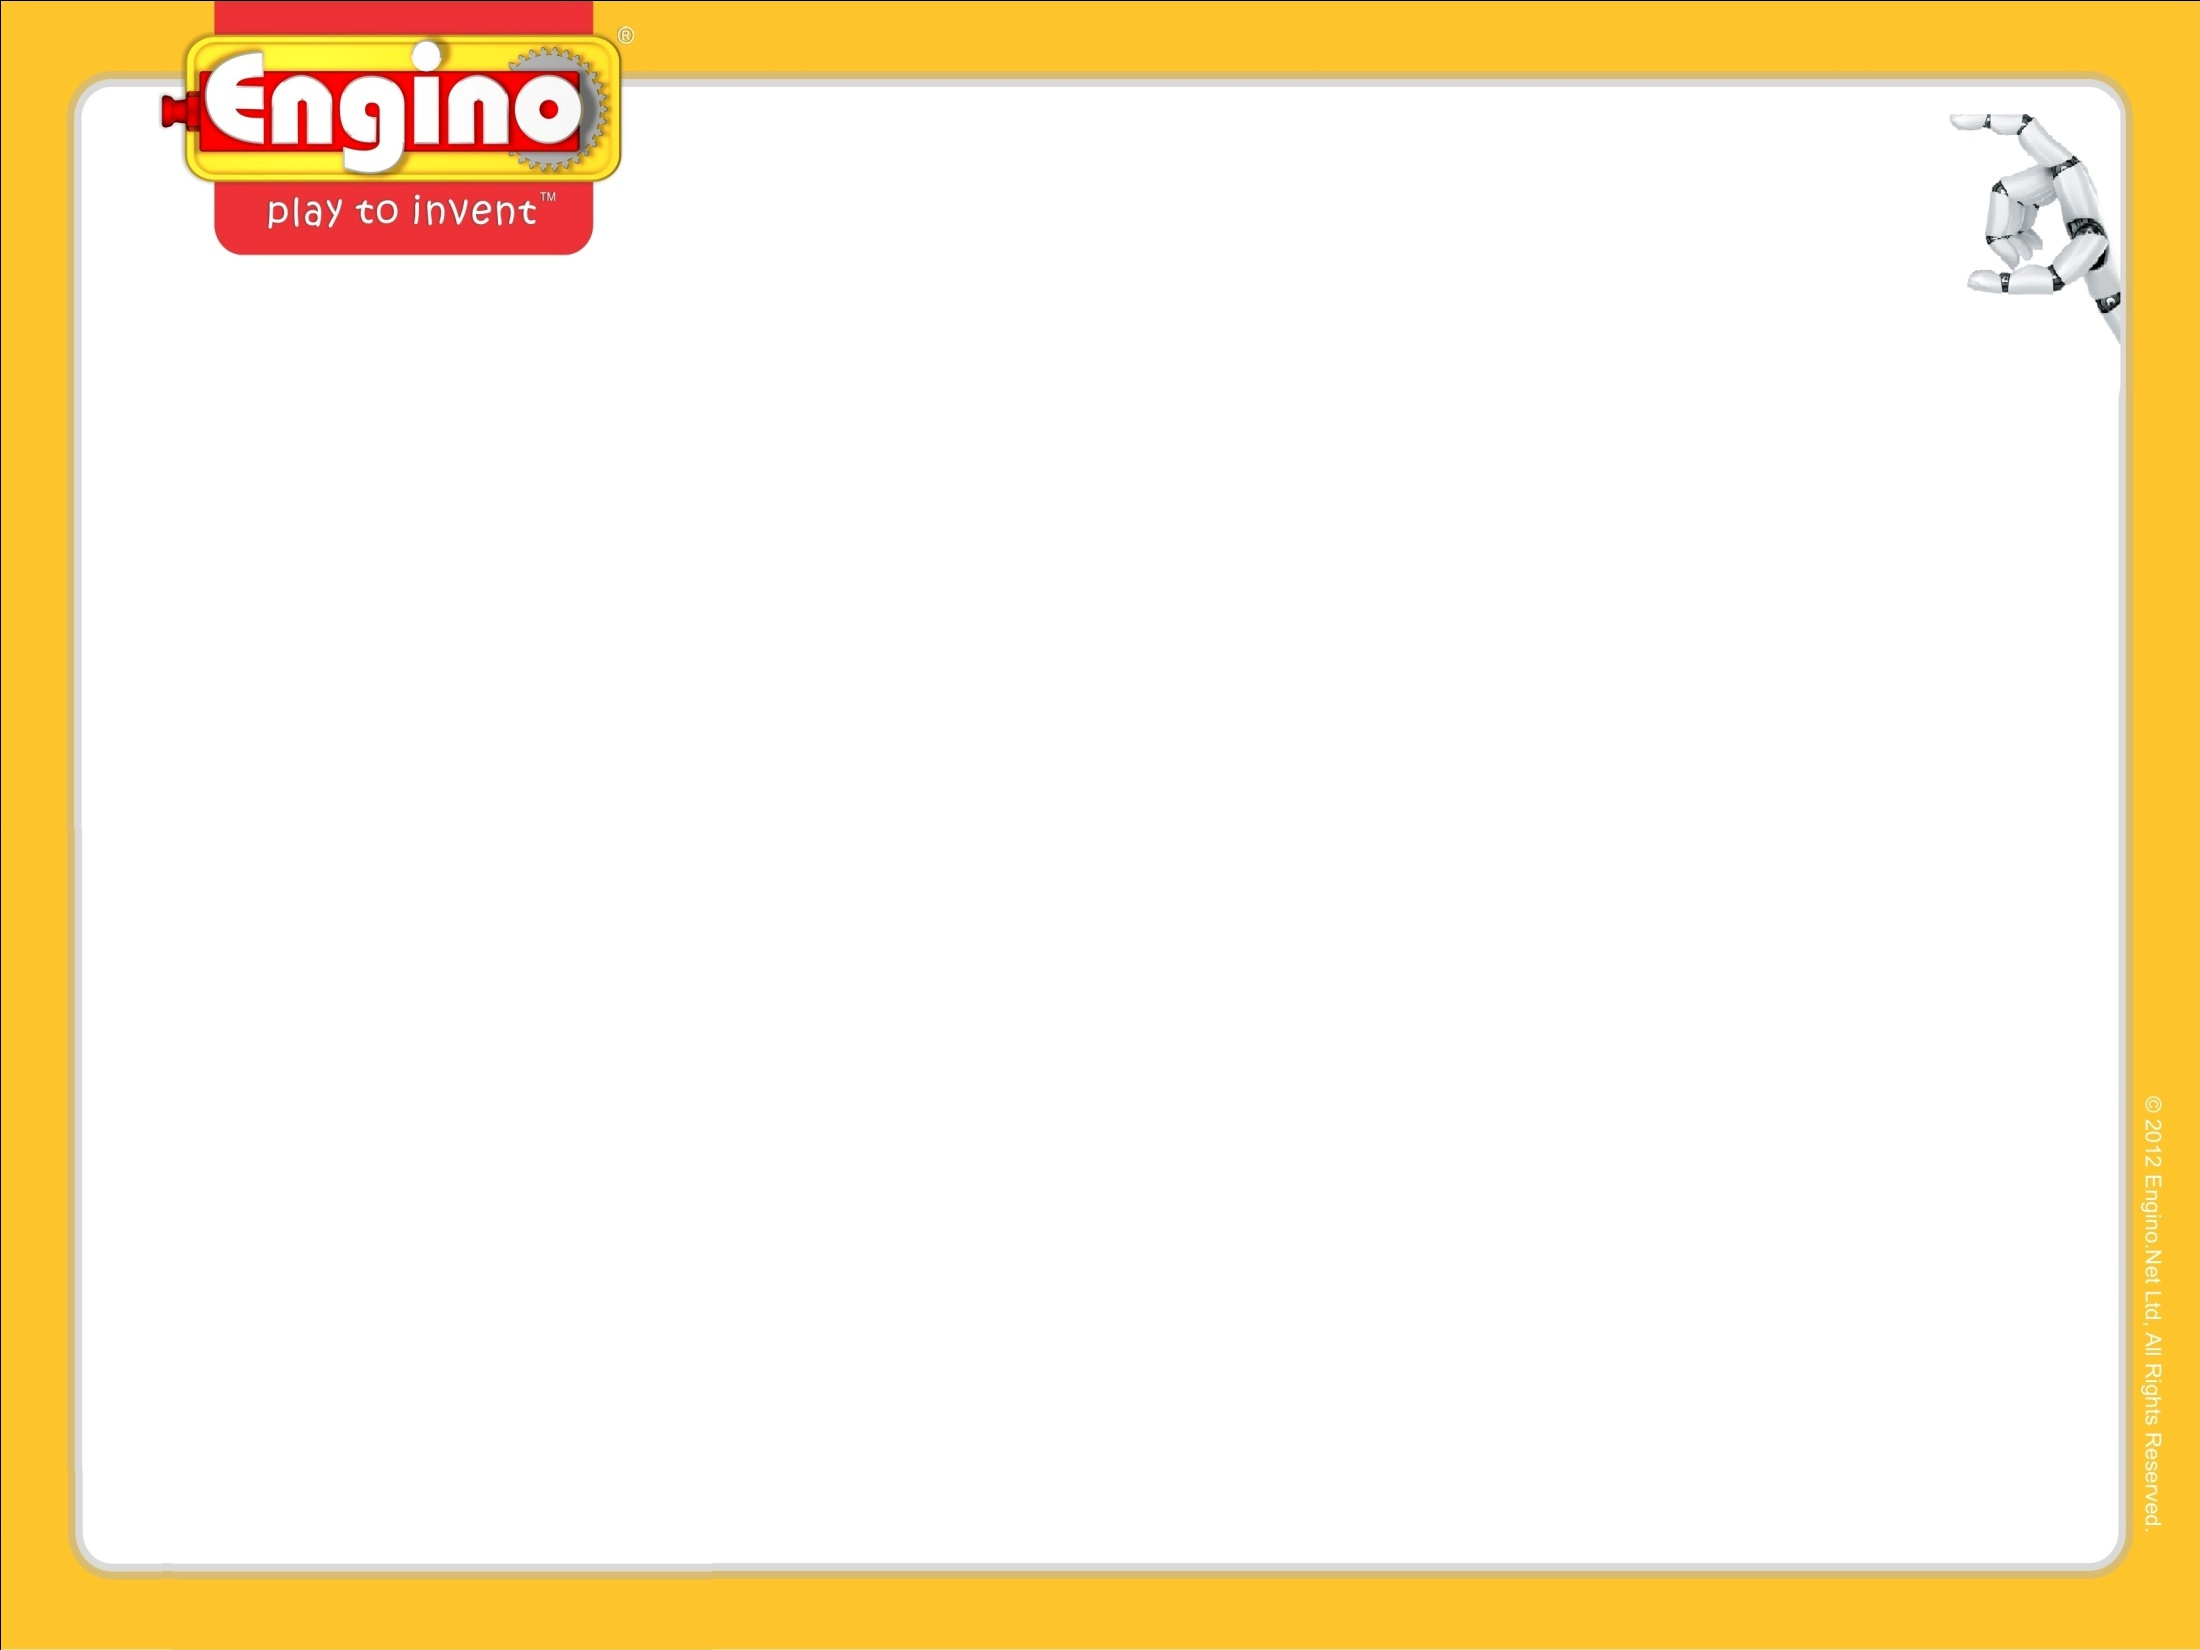 Engino®
play to invent™
© 2012 Engino.Net Ltd, All Rights Reserved.